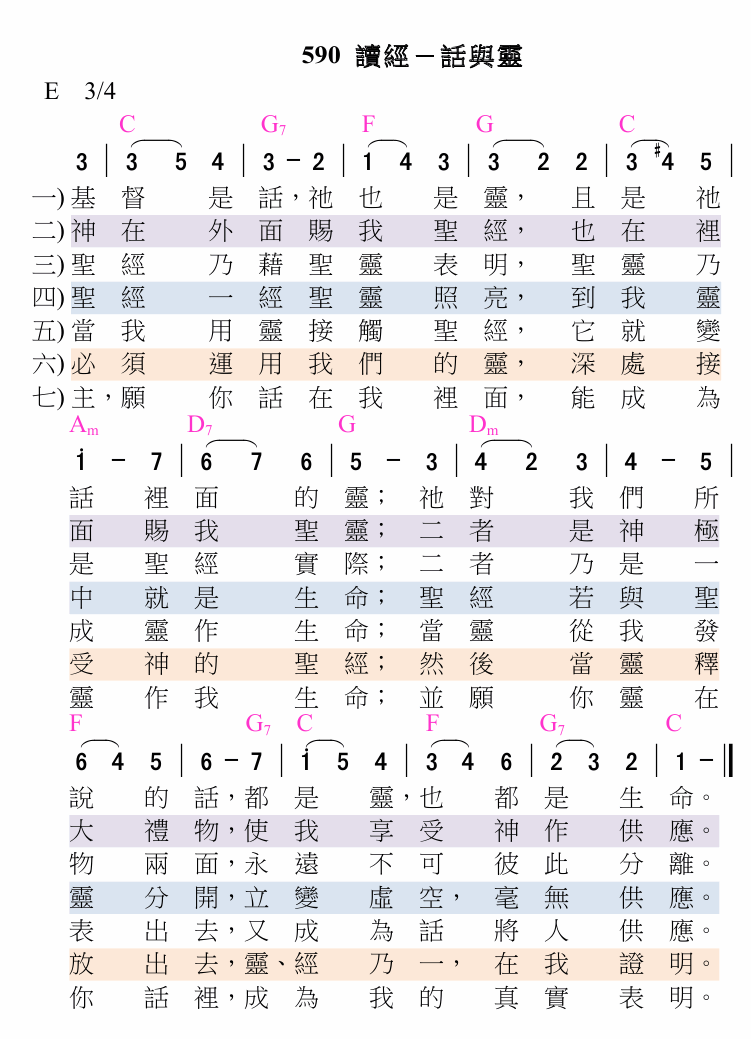 590 讀經－話與靈
E 3/4
C G7 F G C
3 | 3 5 4 | 3 - 2 | 1 4 3 | 3 2 2 | 3 #4 5 |
一) 基督是話，祂也是靈，且是祂
二) 神在外面賜我聖經，也在裡
三) 聖經乃藉聖靈表明，聖靈乃
四) 聖經一經聖靈照亮，到我靈
五) 當我用靈接觸聖經，它就變
六) 必須運用我們的靈，深處接
七) 主，願你話在我裡面，能成為
Am D7 G Dm
i - 7 | 6 7 6 | 5 - 3 | 4 2 3 | 4 - 5 |
話裡面的靈；祂對我們所
面賜我聖靈；二者是神極
是聖經實際；二者乃是一
中就是生命；聖經若與聖
成靈作生命；當靈從我發
受神的聖經；然後當靈釋
靈作我生命；並願你靈在
F G7 C F G7 C
6 4 5 | 6 - 7 | i 5 4 | 3 4 6 | 2 3 2 | 1 - ||
說的話，都是靈，也都是生命。
大禮物，使我享受神作供應。
物兩面，永遠不可彼此分離。
靈分開，立變虛空，毫無供應。
表出去，又成為話將人供應。
放出去，靈、經乃一，在我證明。
你話裡，成為我的真實表明。